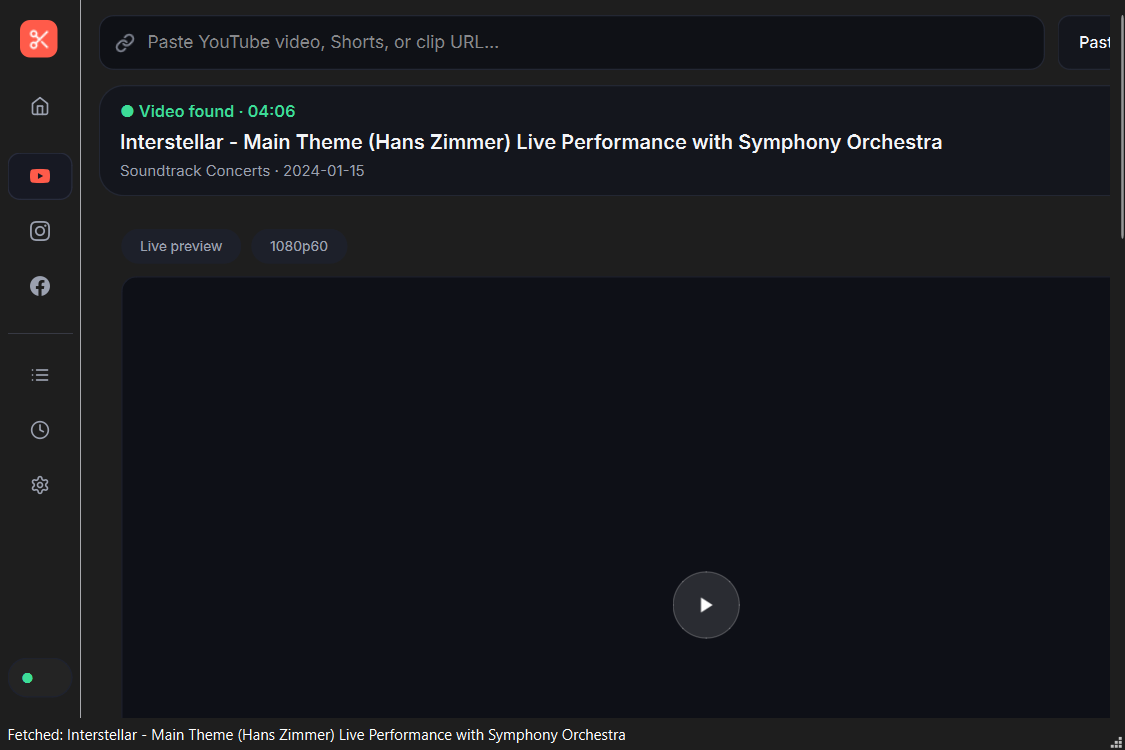 Paste YouTube video, Shorts, or clip URL...
Video found · 04:06
Interstellar - Main Theme (Hans Zimmer) Live Performance with Symphony Orchestra
Soundtrack Concerts · 2024-01-15
Live preview
1080p60
Fetched: Interstellar - Main Theme (Hans Zimmer) Live Performance with Symphony Orchestra